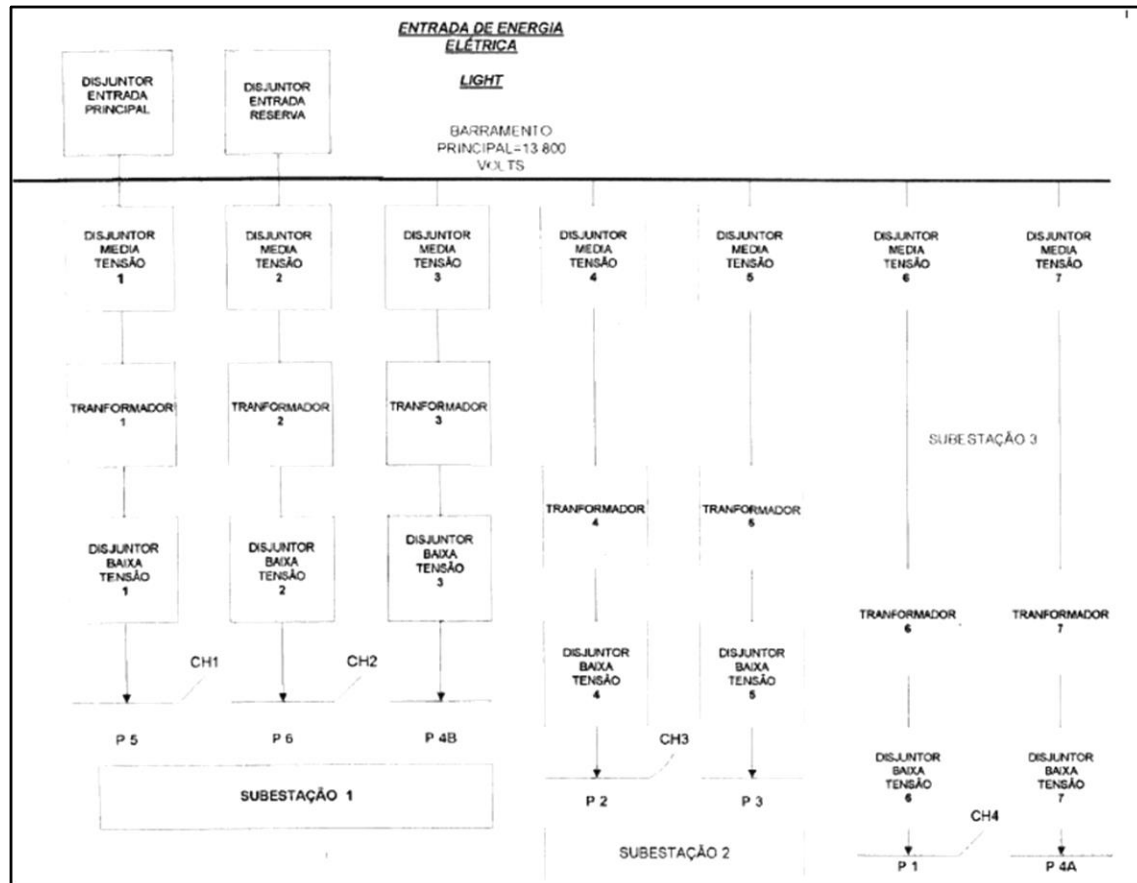 ENTRADA DE ENERGIA
ELÉTRICA
LIGHT
DISJUNTOR
ENTRADA
PRINCIPAL
DISJUNTOR
ENTRADA
RESERVA
BARRAMENTO
PRINCIPAL=13.800
VOLTS
DISJUNTOR
MEDIA
TENSÃO
1
DISJUNTOR
MEDIA
TENSÃO
2
DISJUNTOR
MEDIA
TENSÃO
3
DISJUNTOR
MEDIA
TENSÃO
4
DISJUNTOR
MEDIA
TENSÃO
5
DISJUNTOR
MEDIA
TENSÃO
6
DISJUNTOR
MEDIA
TENSÃO
7
TRANFORMADOR
1
TRANFORMADOR
2
TRANFORMADOR
3
SUBESTAÇÃO 3
TRANFORMADOR
4
TRANFORMADOR
5
DISJUNTOR
BAIXA
TENSÃO
1
DISJUNTOR
BAIXA
TENSÃO
2
DISJUNTOR
BAIXA
TENSÃO
3
TRANFORMADOR
6
TRANFORMADOR
7
DISJUNTOR
BAIXA
TENSÃO
4
DISJUNTOR
BAIXA
TENSÃO
5
CH1
CH2
P 5
P 6
P 4B
CH3
DISJUNTOR
BAIXA
TENSÃO
6
DISJUNTOR
BAIXA
TENSÃO
7
SUBESTAÇÃO 1
P 2
P 3
CH4
SUBESTAÇÃO 2
P 1
P 4A